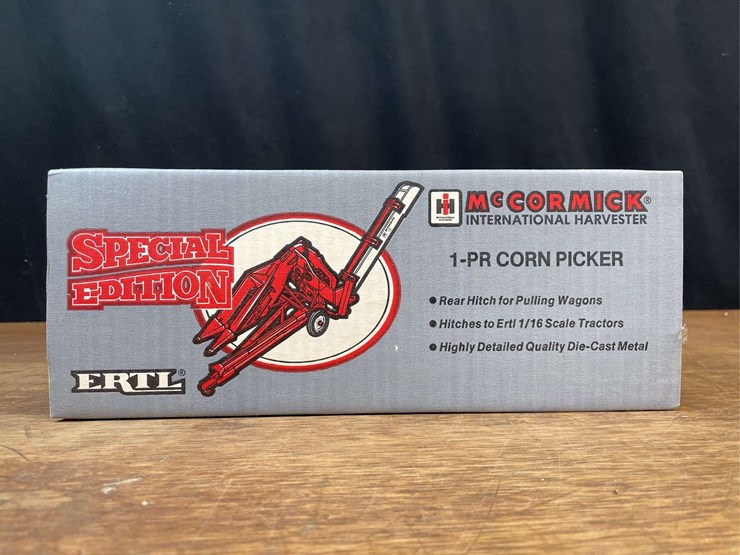 SPECIAL
EDITION
ERTL®
IH McCORMICK®
INTERNATIONAL HARVESTER
1-PR CORN PICKER
● Rear Hitch for Pulling Wagons
● Hitches to Ertl 1/16 Scale Tractors
● Highly Detailed Quality Die-Cast Metal